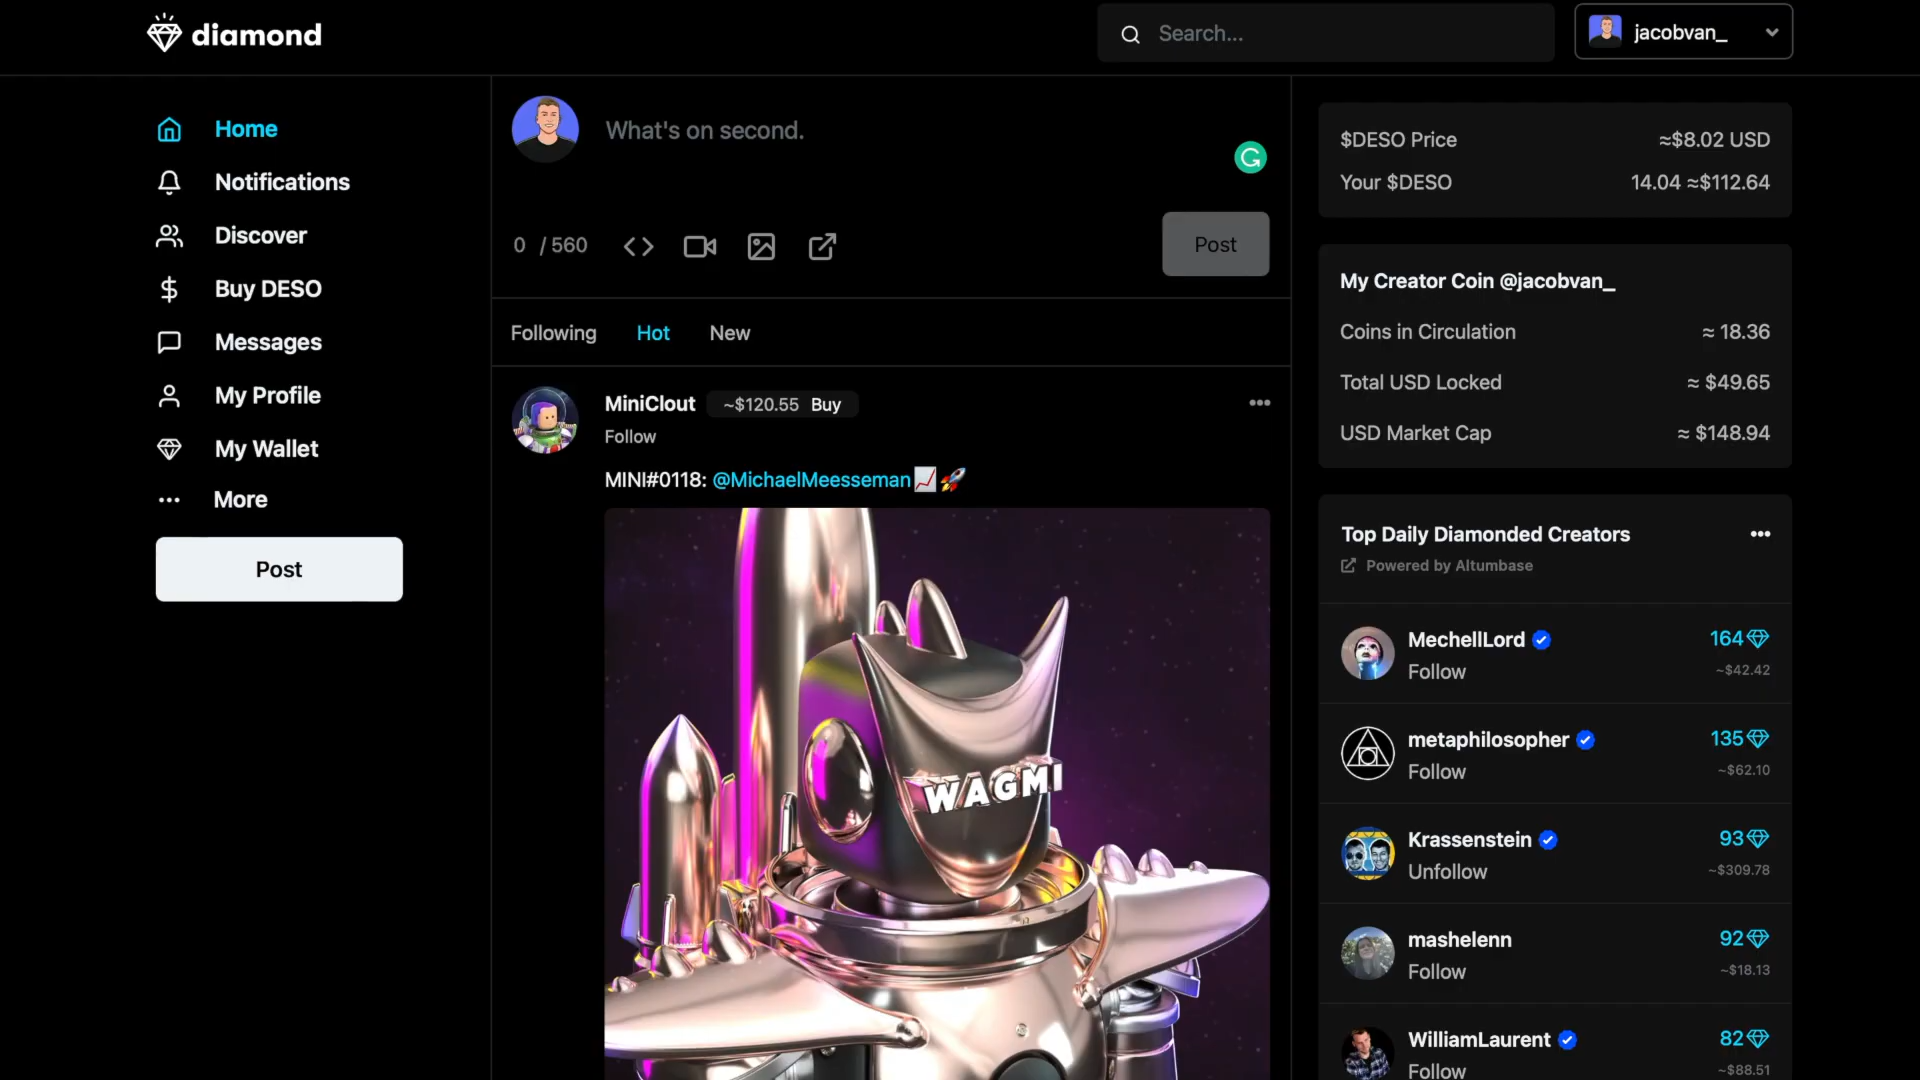 diamond
Search...
jacobvan_
Home
Notifications
Discover
Buy DESO
Messages
My Profile
My Wallet
More
Post
What's on second.
0 / 560
Post
Following Hot New
MiniClout ~$120.55 Buy
Follow
MINI#0118: @MichaelMeesseman
WAGMI
$DESO Price ≈$8.02 USD
Your $DESO 14.04 ≈$112.64
My Creator Coin @jacobvan_
Coins in Circulation ≈ 18.36
Total USD Locked ≈ $49.65
USD Market Cap ≈ $148.94
Top Daily Diamonded Creators
Powered by Altumbase
MechellLord 164
Follow ~$42.42
metaphilosopher 135
Follow ~$62.10
Krassenstein 93
Unfollow ~$309.78
mashelenn 92
Follow ~$18.13
WilliamLaurent 82
Follow ~$88.51